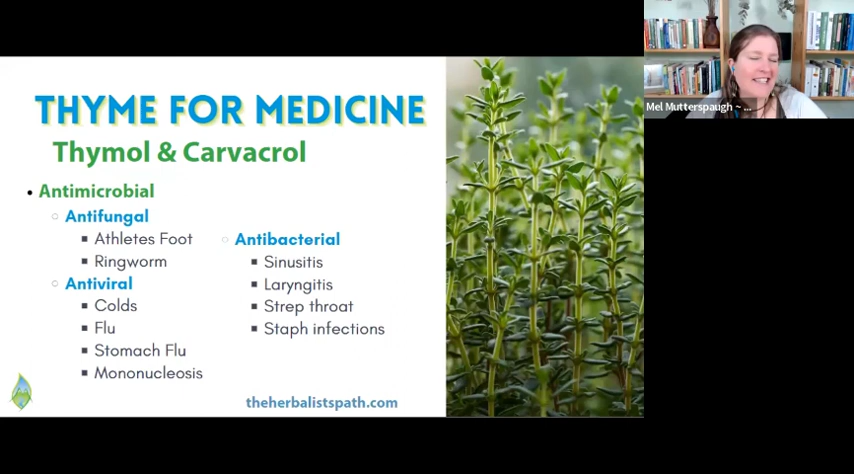 THYME FOR MEDICINE
Thymol & Carvacrol
Antimicrobial
Antifungal
Athletes Foot
Ringworm
Antiviral
Colds
Flu
Stomach Flu
Mononucleosis
Antibacterial
Sinusitis
Laryngitis
Strep throat
Staph infections
theherbalistspath.com
Mel Mutterspaugh ~ ...